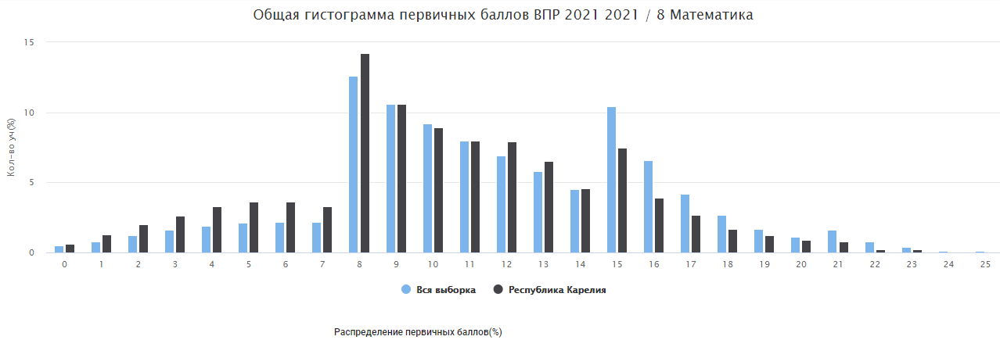 Общая гистограмма первичных баллов ВПР 2021 2021 / 8 Математика
15
10
5
0
Кол-во уч(%)
0 1 2 3 4 5 6 7 8 9 10 11 12 13 14 15 16 17 18 19 20 21 22 23 24 25
Вся выборка Республика Карелия
Распределение первичных баллов(%)